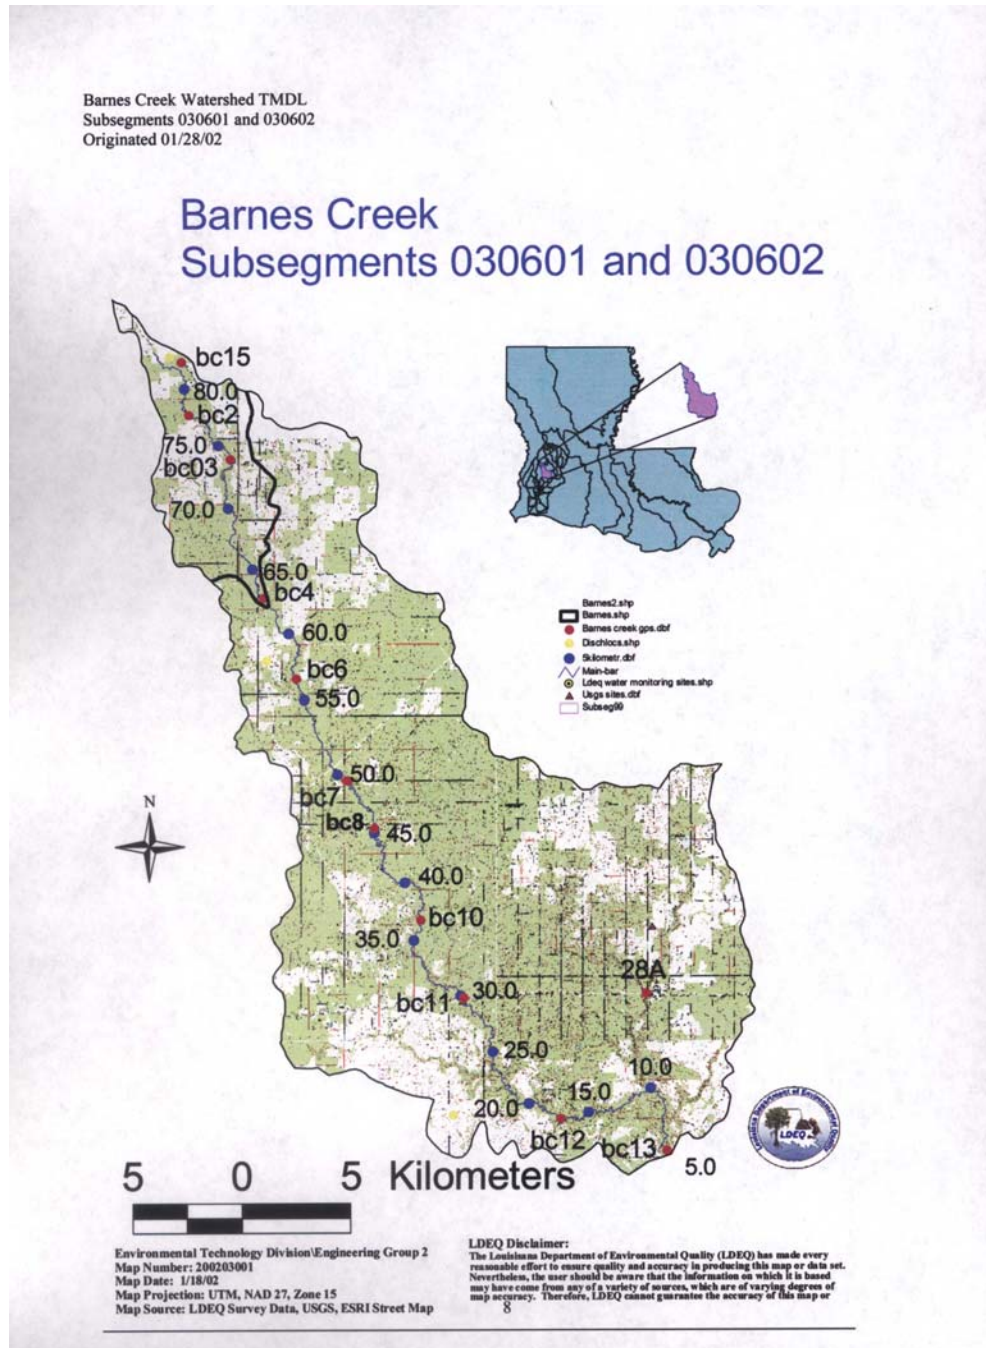 Barnes Creek Watershed TMDL
Subsegments 030601 and 030602
Originated 01/28/02
Barnes Creek
Subsegments 030601 and 030602
bc15
80.0
bc2
75.0
bc03
70.0
65.0
bc4
60.0
bc6
55.0
50.0
bc7
bc8
45.0
40.0
bc10
35.0
28A
30.0
bc11
25.0
10.0
15.0
20.0
bc12
bc13
5.0
Barnes2.shp
Barnes.shp
Barnes creek gps.dbf
Dischlocs.shp
5kilometr.dbf
Main-bar
Ldeq water monitoring sites.shp
Usgs sites.dbf
Subseg99
N
LDEQ
5 0 5 Kilometers
Environmental Technology Division\Engineering Group 2
Map Number: 200203001
Map Date: 1/18/02
Map Projection: UTM, NAD 27, Zone 15
Map Source: LDEQ Survey Data, USGS, ESRI Street Map
LDEQ Disclaimer:
The Louisiana Department of Environmental Quality (LDEQ) has made every
reasonable effort to ensure quality and accuracy in producing this map or data set.
Nevertheless, the user should be aware that the information on which it is based
may have come from any of a variety of sources, which are of varying degrees of
map accuracy. Therefore, LDEQ cannot guarantee the accuracy of this map or
8